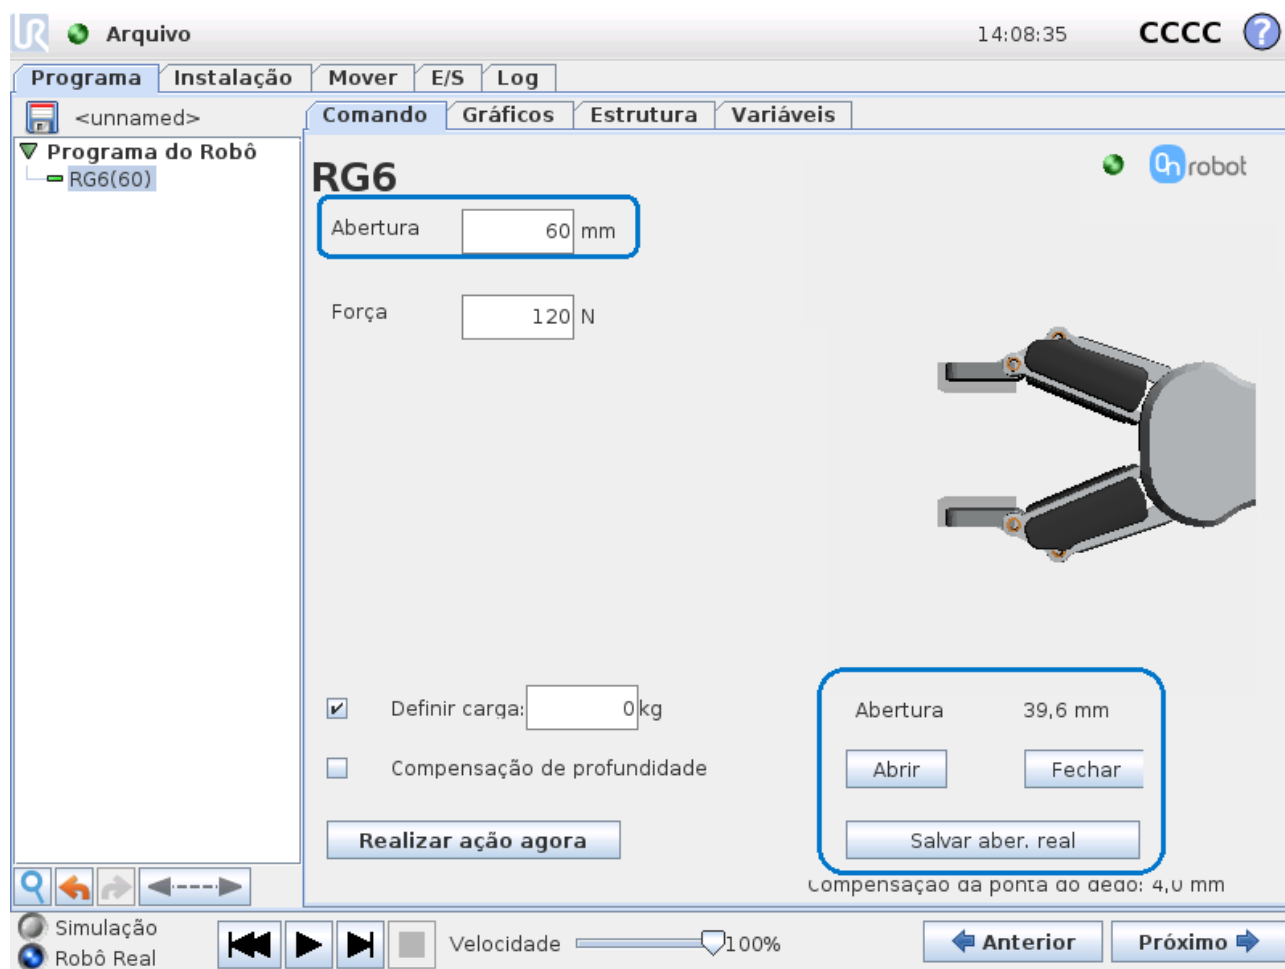 UR Arquivo 14:08:35 CCCC ?
Programa Instalação Mover E/S Log
<unnamed> Comando Gráficos Estrutura Variáveis
Programa do Robô
RG6(60)
RG6
On robot
Abertura 60 mm
Força 120 N
Definir carga: 0 kg
Compensação de profundidade
Realizar ação agora
Abertura 39,6 mm
Abrir Fechar
Salvar aber. real
Compensação da ponta do dedo: 4,0 mm
Simulação
Robô Real
Velocidade 100%
Anterior Próximo